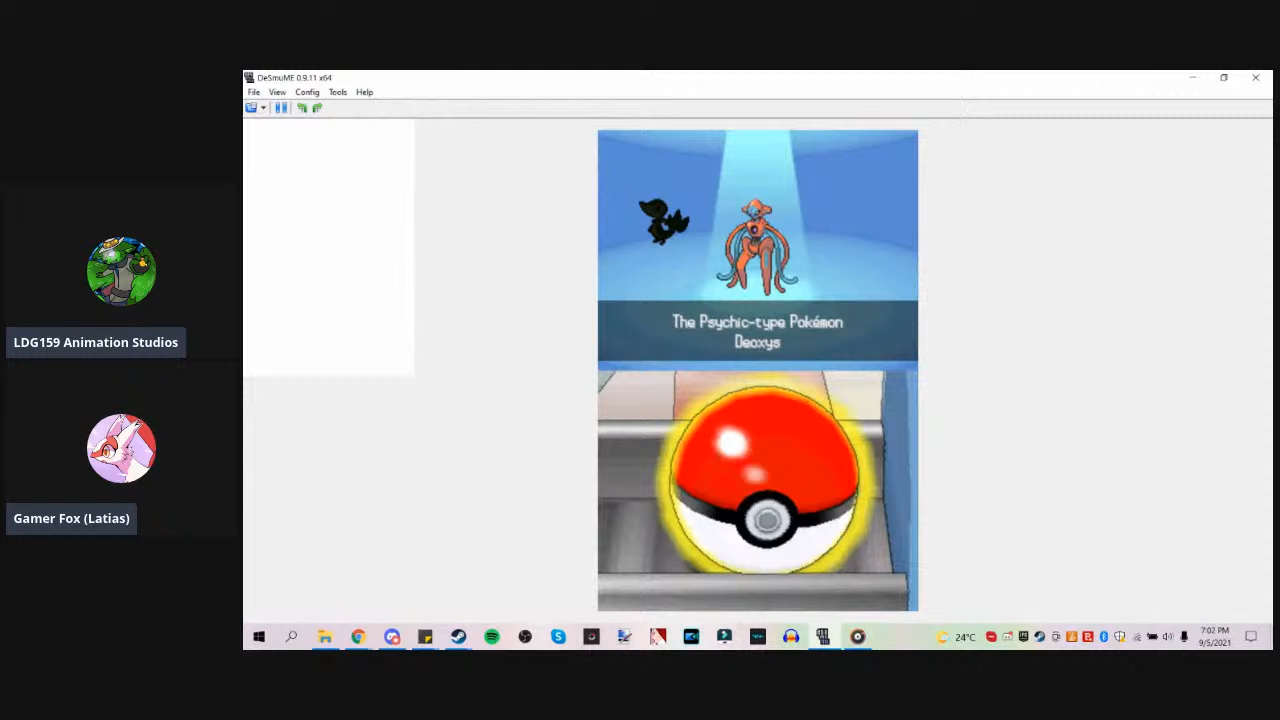 DeSmuME 0.9.11 x64
File View Config Tools Help
LDG159 Animation Studios
Gamer Fox (Latias)
The Psychic-type Pokémon
Deoxys
24°C
7:02 PM
9/5/2021